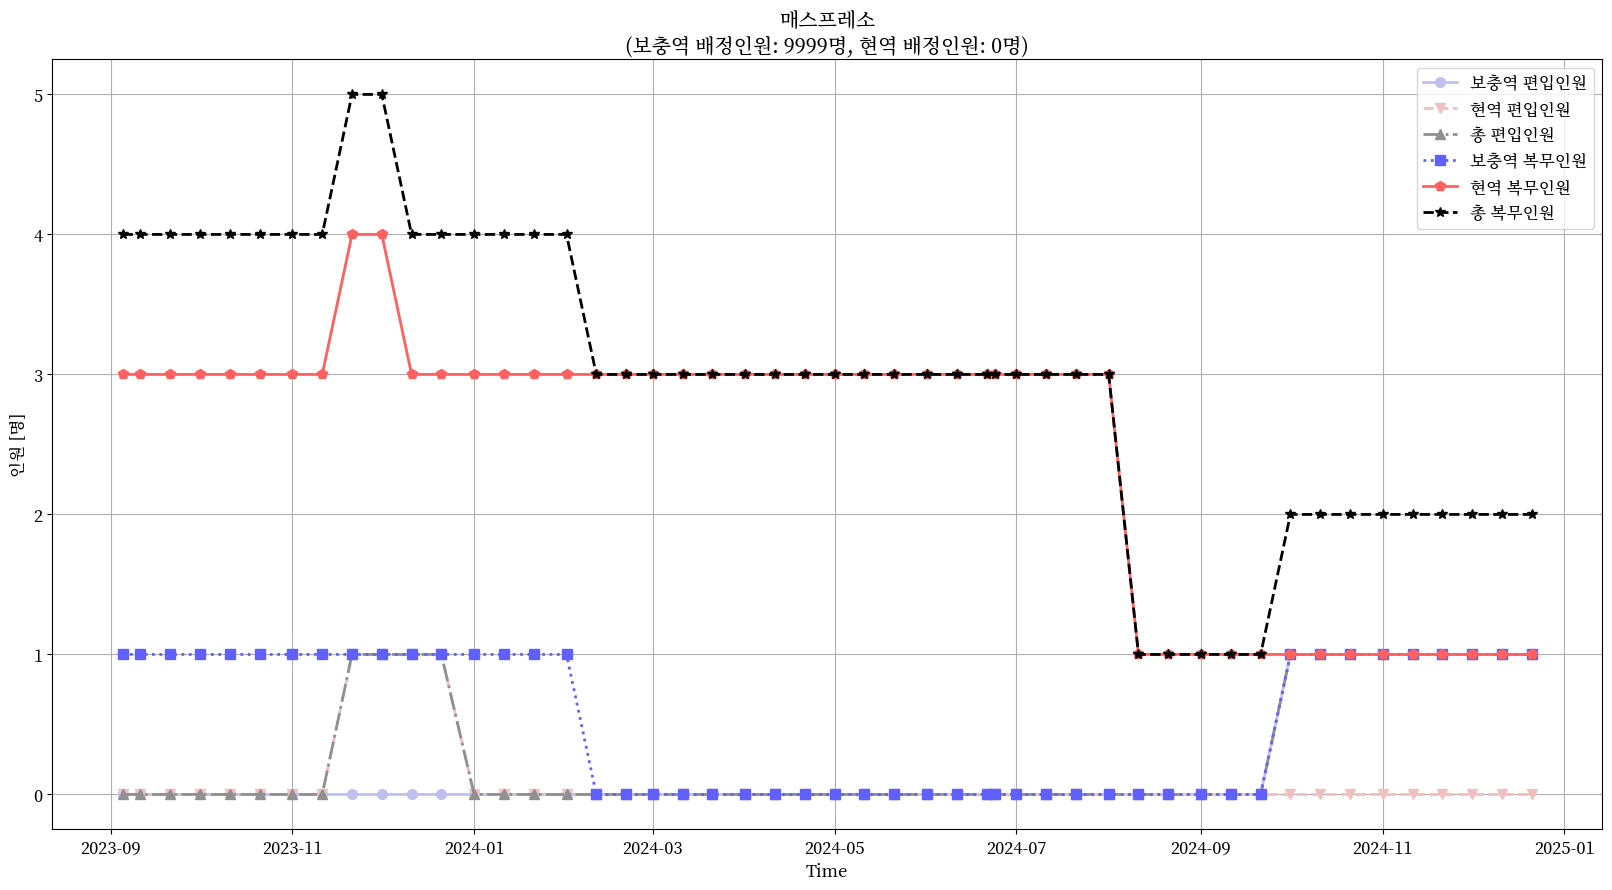 매스프레소
(보충역 배정인원: 9999명, 현역 배정인원: 0명)
보충역 편입인원
현역 편입인원
총 편입인원
보충역 복무인원
현역 복무인원
총 복무인원
5
4
3
2
1
0
인원 [명]
2023-09
2023-11
2024-01
2024-03
2024-05
2024-07
2024-09
2024-11
2025-01
Time